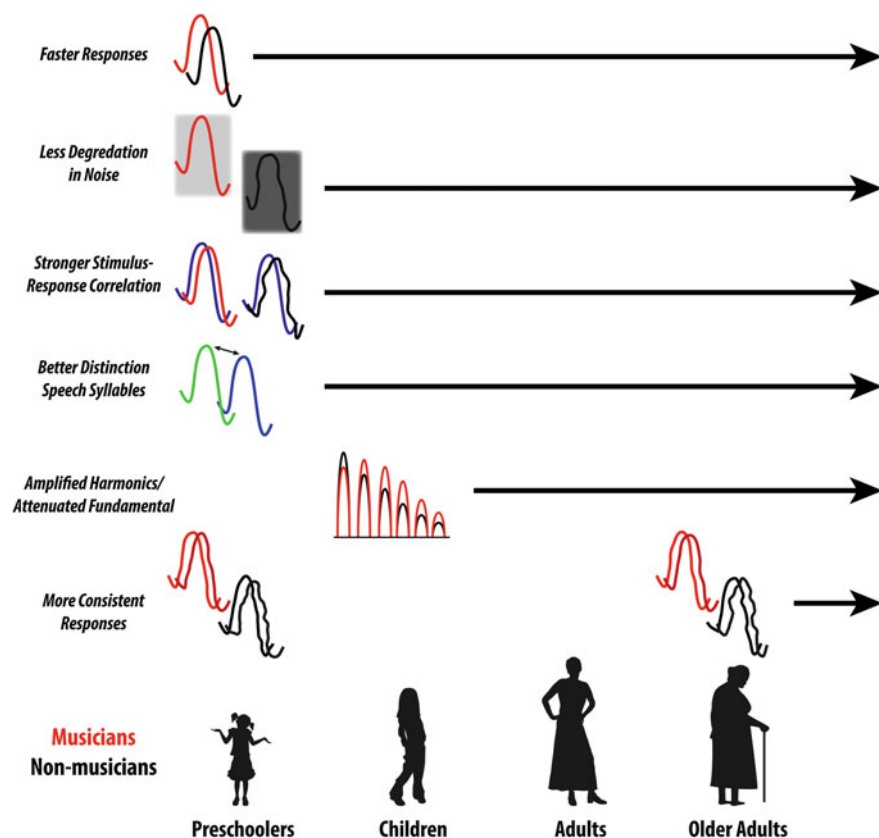 Faster Responses
Less Degredation
in Noise
Stronger Stimulus-
Response Correlation
Better Distinction
Speech Syllables
Amplified Harmonics/
Attenuated Fundamental
More Consistent
Responses
Musicians
Non-musicians
Preschoolers Children Adults Older Adults